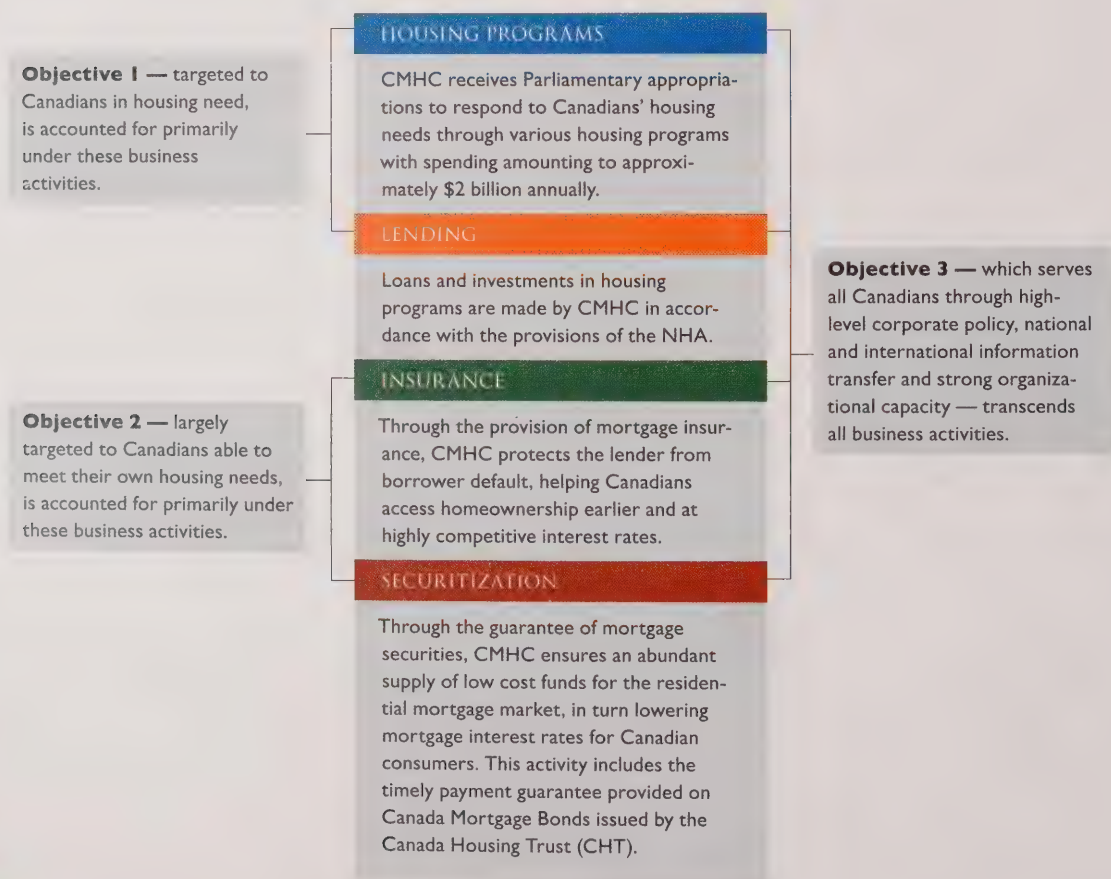 HOUSING PROGRAMS
Objective 1 — targeted to
Canadians in housing need,
is accounted for primarily
under these business
activities.
CMHC receives Parliamentary appropria-
tions to respond to Canadians' housing
needs through various housing programs
with spending amounting to approxi-
mately $2 billion annually.
LENDING
Loans and investments in housing
programs are made by CMHC in accor-
dance with the provisions of the NHA.
Objective 3 — which serves
all Canadians through high-
level corporate policy, national
and international information
transfer and strong organiza-
tional capacity — transcends
all business activities.
INSURANCE
Objective 2 — largely
targeted to Canadians able to
meet their own housing needs,
is accounted for primarily under
these business activities.
Through the provision of mortgage insur-
ance, CMHC protects the lender from
borrower default, helping Canadians
access homeownership earlier and at
highly competitive interest rates.
SECURITIZATION
Through the guarantee of mortgage
securities, CMHC ensures an abundant
supply of low cost funds for the residen-
tial mortgage market, in turn lowering
mortgage interest rates for Canadian
consumers. This activity includes the
timely payment guarantee provided on
Canada Mortgage Bonds issued by the
Canada Housing Trust (CHT).